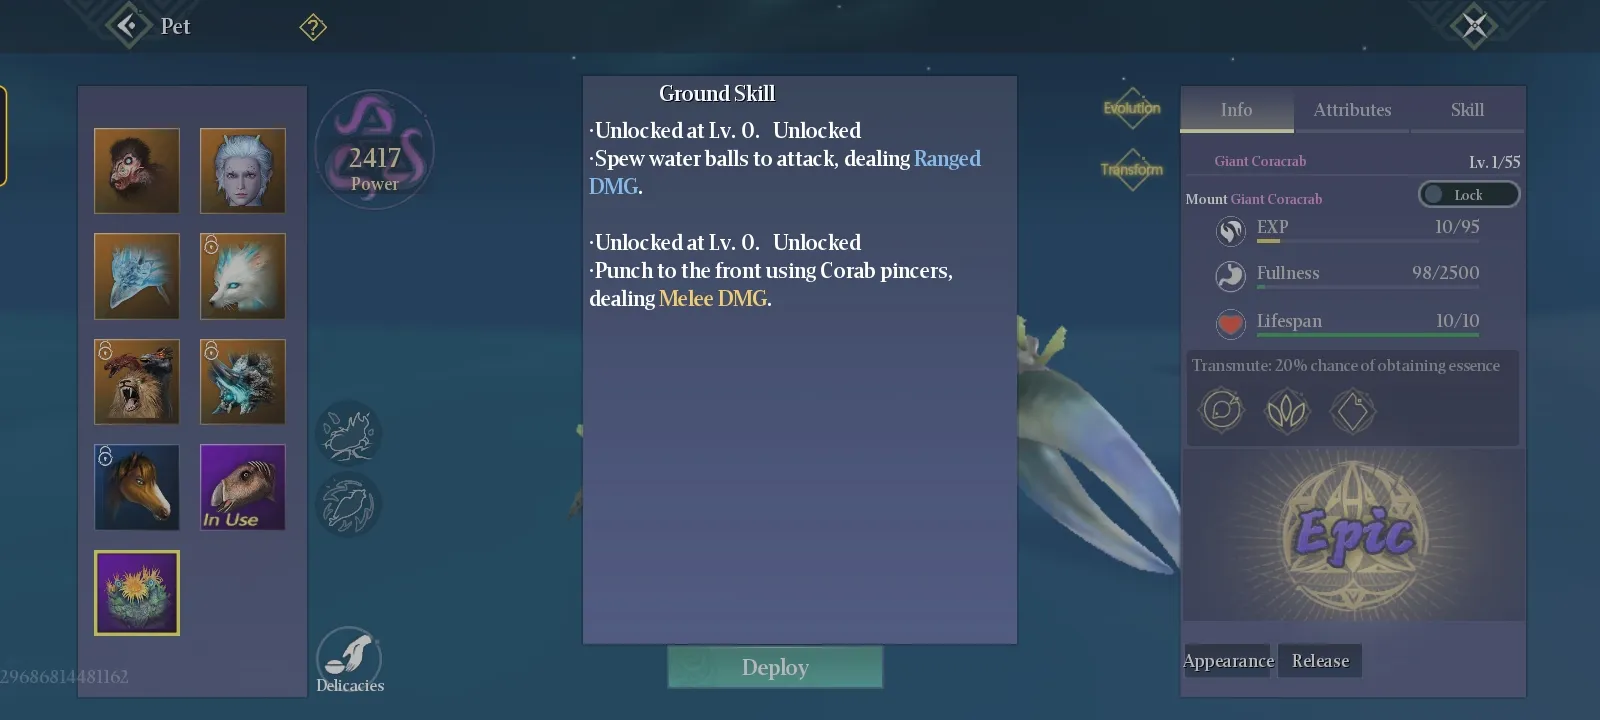 Pet
?
In Use
2417
Power
Delicacies
29686814481162
Ground Skill
·Unlocked at Lv. 0. Unlocked
·Spew water balls to attack, dealing Ranged
DMG.
·Unlocked at Lv. 0. Unlocked
·Punch to the front using Corab pincers,
dealing Melee DMG.
Deploy
Evolution
Transform
Info Attributes Skill
Giant Coracrab Lv. 1/55
Mount Giant Coracrab Lock
EXP 10/95
Fullness 98/2500
Lifespan 10/10
Transmute: 20% chance of obtaining essence
Epic
Appearance Release